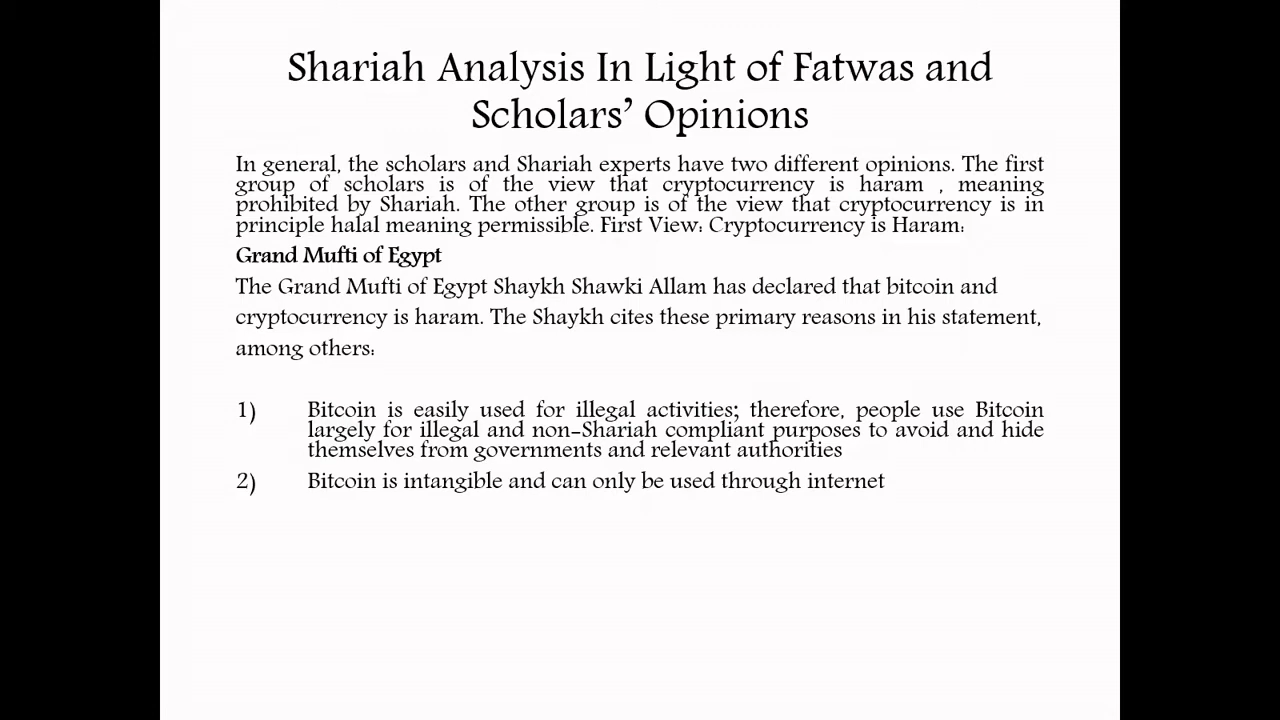 Shariah Analysis In Light of Fatwas and
Scholars’ Opinions
In general, the scholars and Shariah experts have two different opinions. The first
group of scholars is of the view that cryptocurrency is haram , meaning
prohibited by Shariah. The other group is of the view that cryptocurrency is in
principle halal meaning permissible. First View: Cryptocurrency is Haram:
Grand Mufti of Egypt
The Grand Mufti of Egypt Shaykh Shawki Allam has declared that bitcoin and
cryptocurrency is haram. The Shaykh cites these primary reasons in his statement,
among others:
1) Bitcoin is easily used for illegal activities; therefore, people use Bitcoin
largely for illegal and non-Shariah compliant purposes to avoid and hide
themselves from governments and relevant authorities
2) Bitcoin is intangible and can only be used through internet